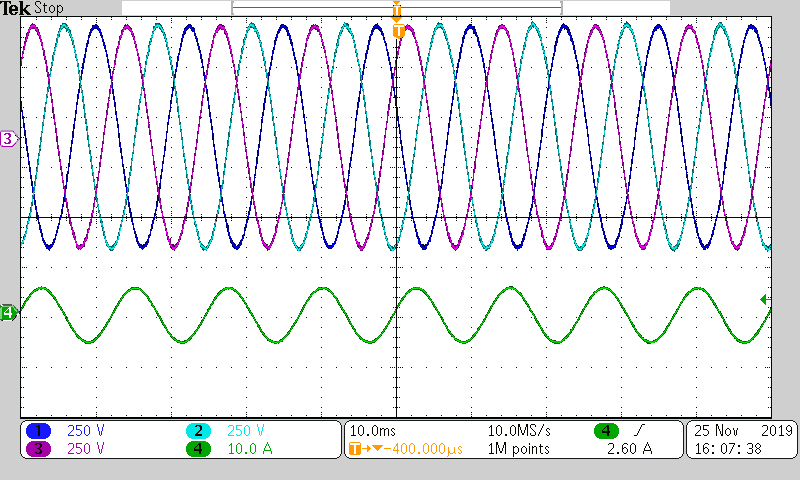 Tek Stop
T
T
3
4
1 250 V 2 250 V 10.0ms 10.0MS/s 4 2.60 A 25 Nov 2019
3 250 V 4 10.0 A T→▼−400.000µs 1M points 16:07:38